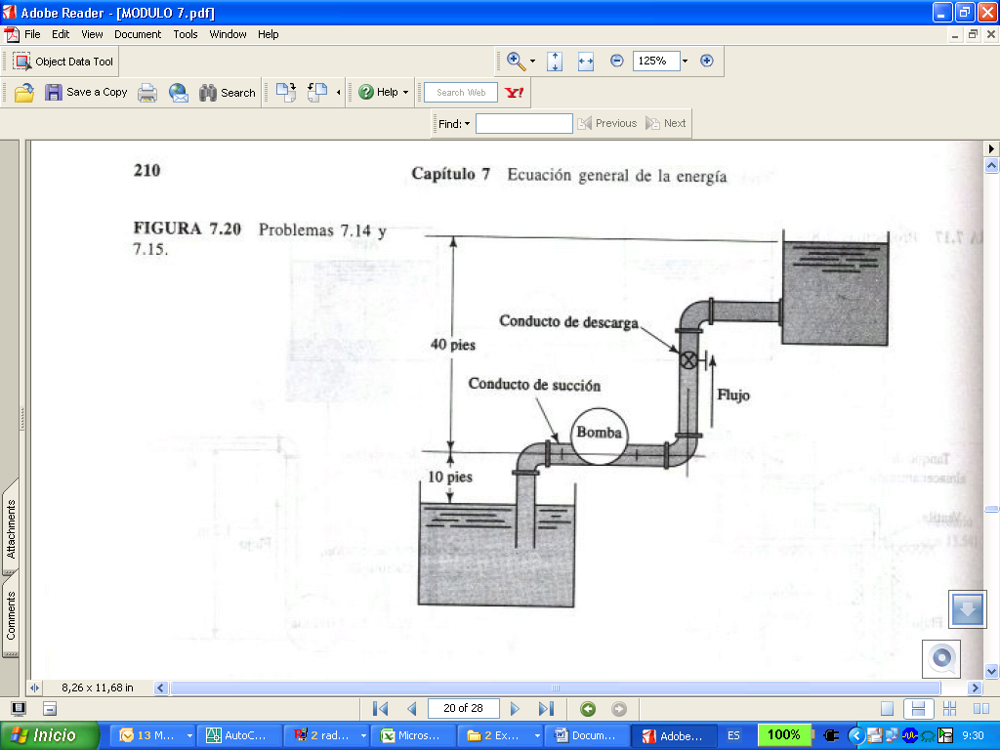 Adobe Reader - [MODULO 7.pdf]
File Edit View Document Tools Window Help
Object Data Tool
125%
Save a Copy Search Help Search Web Y!
Find: Previous Next
210 Capítulo 7 Ecuación general de la energía
FIGURA 7.20 Problemas 7.14 y
7.15.
Conducto de descarga
40 pies
Conducto de succión
Flujo
Bomba
10 pies
Attachments
Comments
8,26 x 11,68 in
20 of 28
Inicio 13 M... AutoC... 2 rad... Micros... 2 Ex... Docum... Adobe... ES 100% 9:30